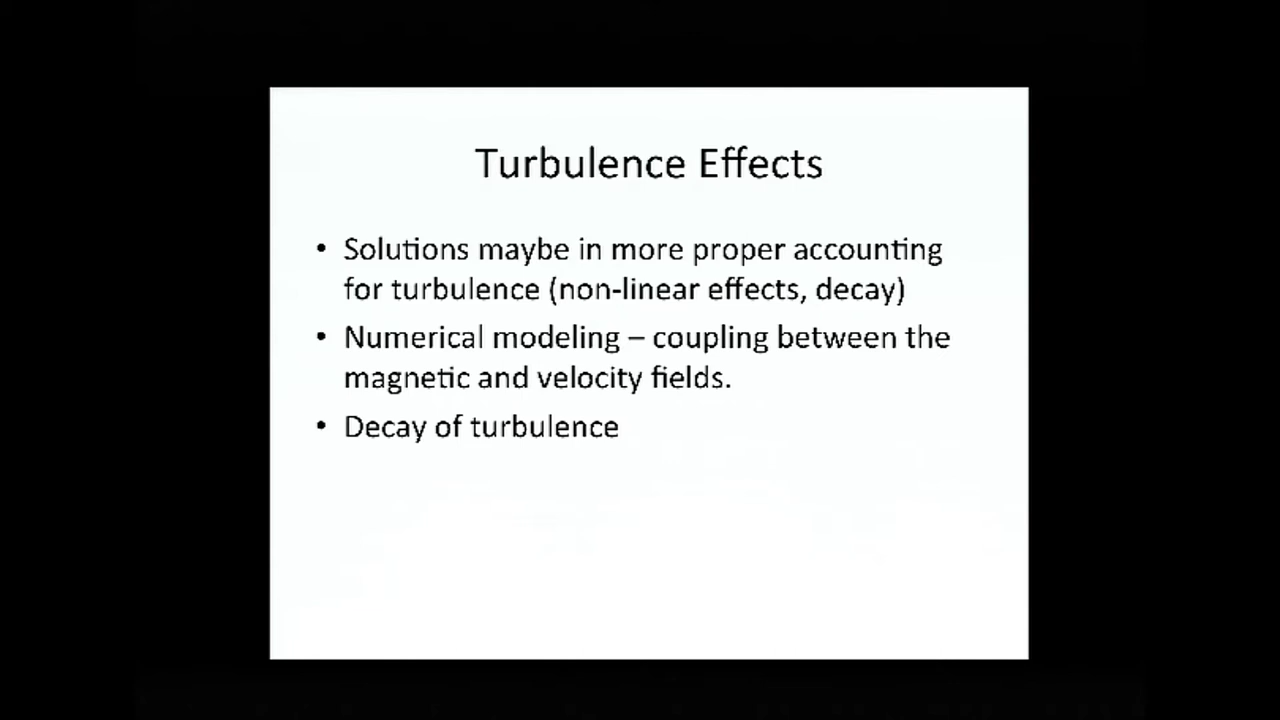 Turbulence Effects
• Solutions maybe in more proper accounting
for turbulence (non-linear effects, decay)
• Numerical modeling – coupling between the
magnetic and velocity fields.
• Decay of turbulence